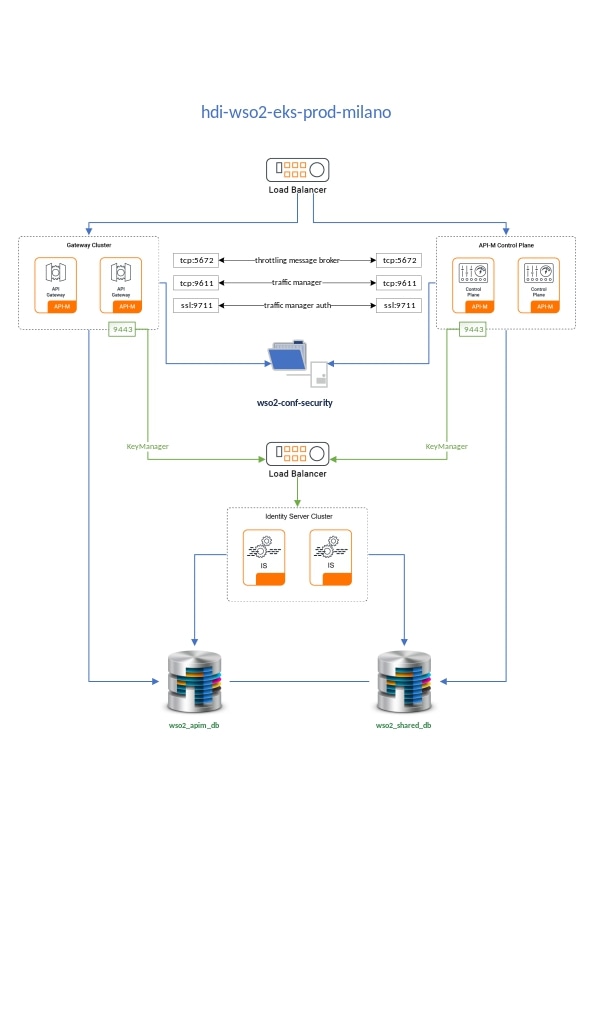 hdi-wso2-eks-prod-milano
Load Balancer
Gateway Cluster
API-M Control Plane
API
Gateway
API-M
API
Gateway
API-M
tcp:5672
throttling message broker
tcp:5672
tcp:9611
traffic manager
tcp:9611
ssl:9711
traffic manager auth
ssl:9711
Control
Plane
API-M
Control
Plane
API-M
9443
9443
wso2-conf-security
KeyManager
KeyManager
Load Balancer
Identity Server Cluster
IS
IS
wso2_apim_db
wso2_shared_db